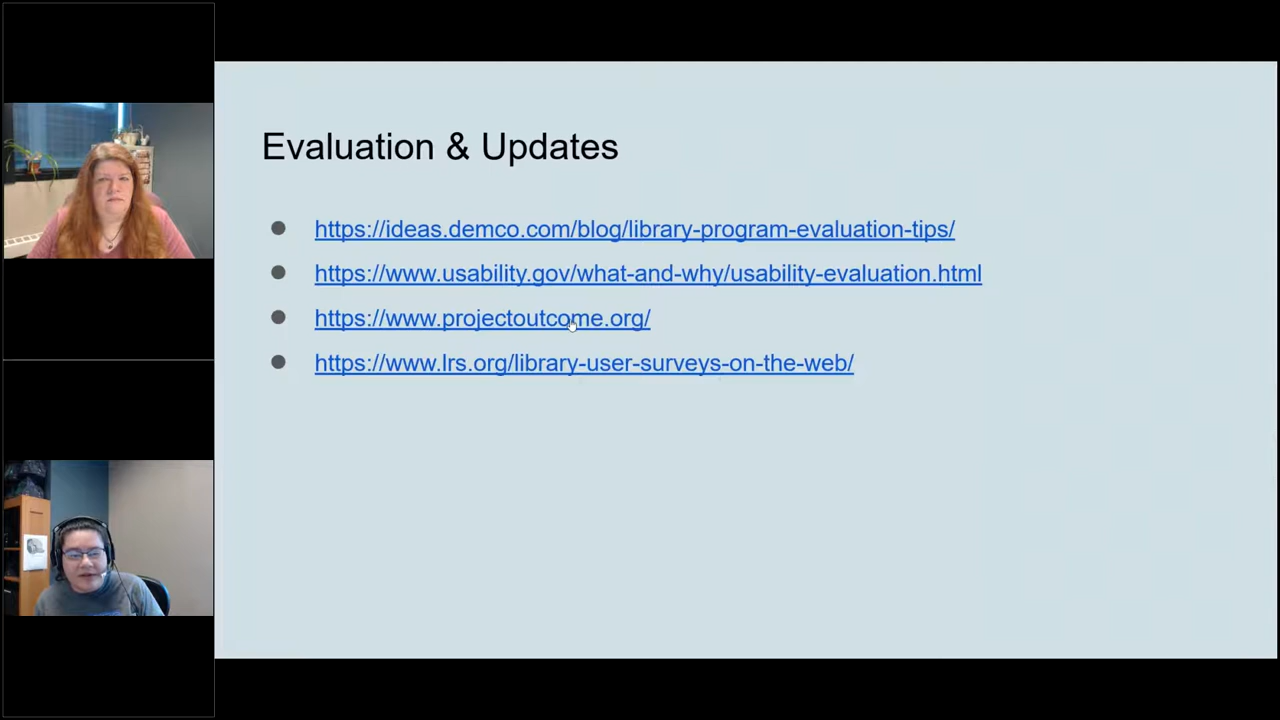 Evaluation & Updates
https://ideas.demco.com/blog/library-program-evaluation-tips/
https://www.usability.gov/what-and-why/usability-evaluation.html
https://www.projectoutcome.org/
https://www.lrs.org/library-user-surveys-on-the-web/